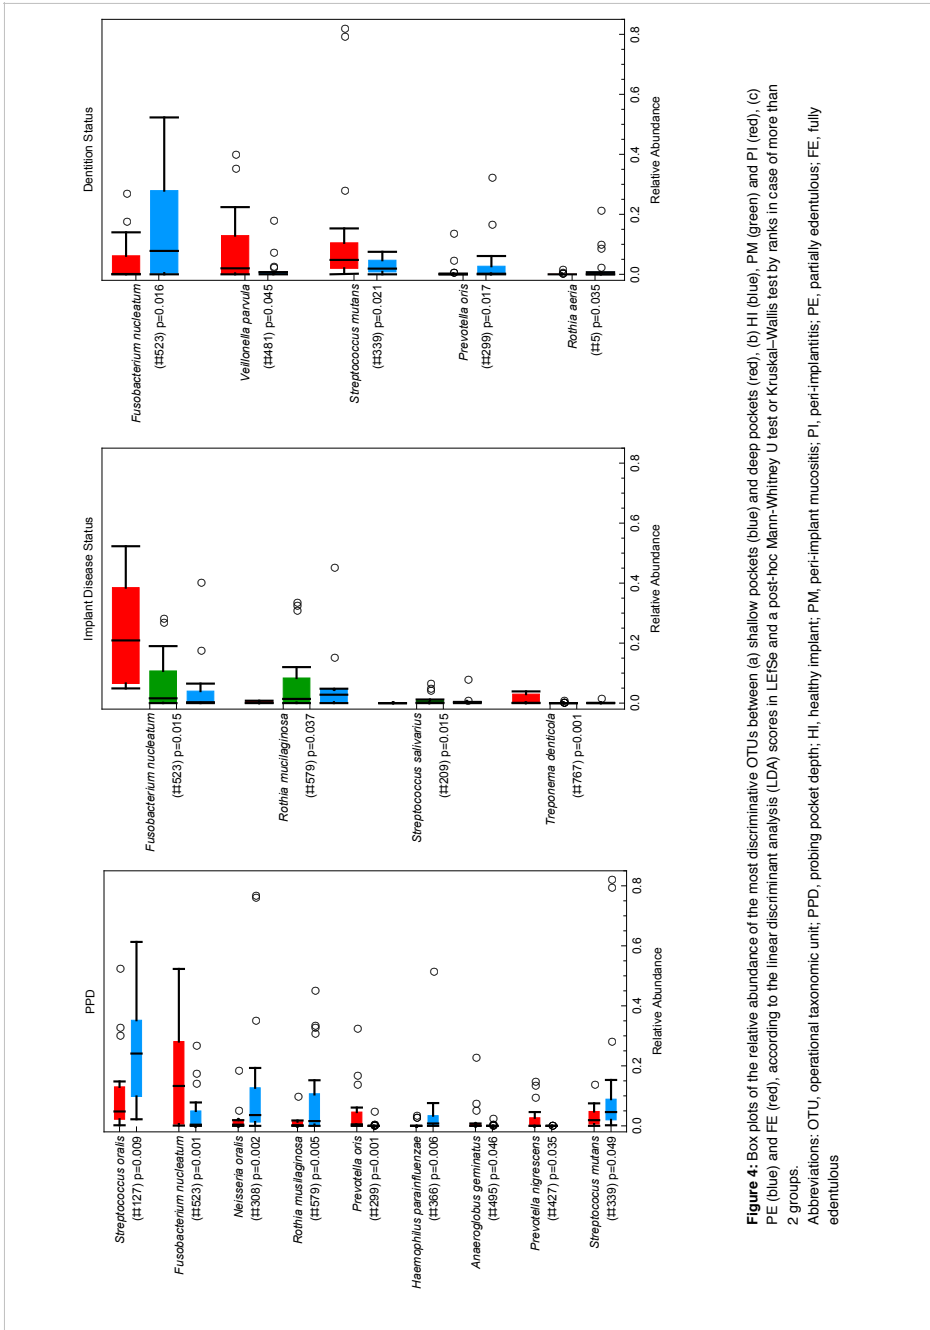 PPD
Streptococcus oralis
(‡‡127) p=0.009
Fusobacterium nucleatum
(‡‡523) p=0.001
Neisseria oralis
(‡‡308) p=0.002
Rothia musilaginosa
(‡‡579) p=0.005
Prevotella oris
(‡‡299) p=0.001
Haemophilus parainfluenzae
(‡‡366) p=0.006
Anaeroglobus geminatus
(‡‡495) p=0.046
Prevotella nigrescens
(‡‡427) p=0.035
Streptococcus mutans
(‡‡339) p=0.049
0.0 0.2 0.4 0.6 0.8
Relative Abundance
Implant Disease Status
Fusobacterium nucleatum
(‡‡523) p=0.015
Rothia mucilaginosa
(‡‡579) p=0.037
Streptococcus salivarius
(‡‡209) p=0.015
Treponema denticola
(‡‡767) p=0.001
0.0 0.2 0.4 0.6 0.8
Relative Abundance
Dentition Status
Fusobacterium nucleatum
(‡‡523) p=0.016
Veillonella parvula
(‡‡481) p=0.045
Streptococcus mutans
(‡‡339) p=0.021
Prevotella oris
(‡‡299) p=0.017
Rothia aeria
(‡‡5) p=0.035
0.0 0.2 0.4 0.6 0.8
Relative Abundance
Figure 4: Box plots of the relative abundance of the most discriminative OTUs between (a) shallow pockets (blue) and deep pockets (red), (b) HI (blue), PM (green) and PI (red), (c)
PE (blue) and FE (red), according to the linear discriminant analysis (LDA) scores in LEfSe and a post-hoc Mann-Whitney U test or Kruskal–Wallis test by ranks in case of more than
2 groups.
Abbreviations: OTU, operational taxonomic unit; PPD, probing pocket depth; HI, healthy implant; PM, peri-implant mucositis; PI, peri-implantitis; PE, partially edentulous; FE, fully
edentulous